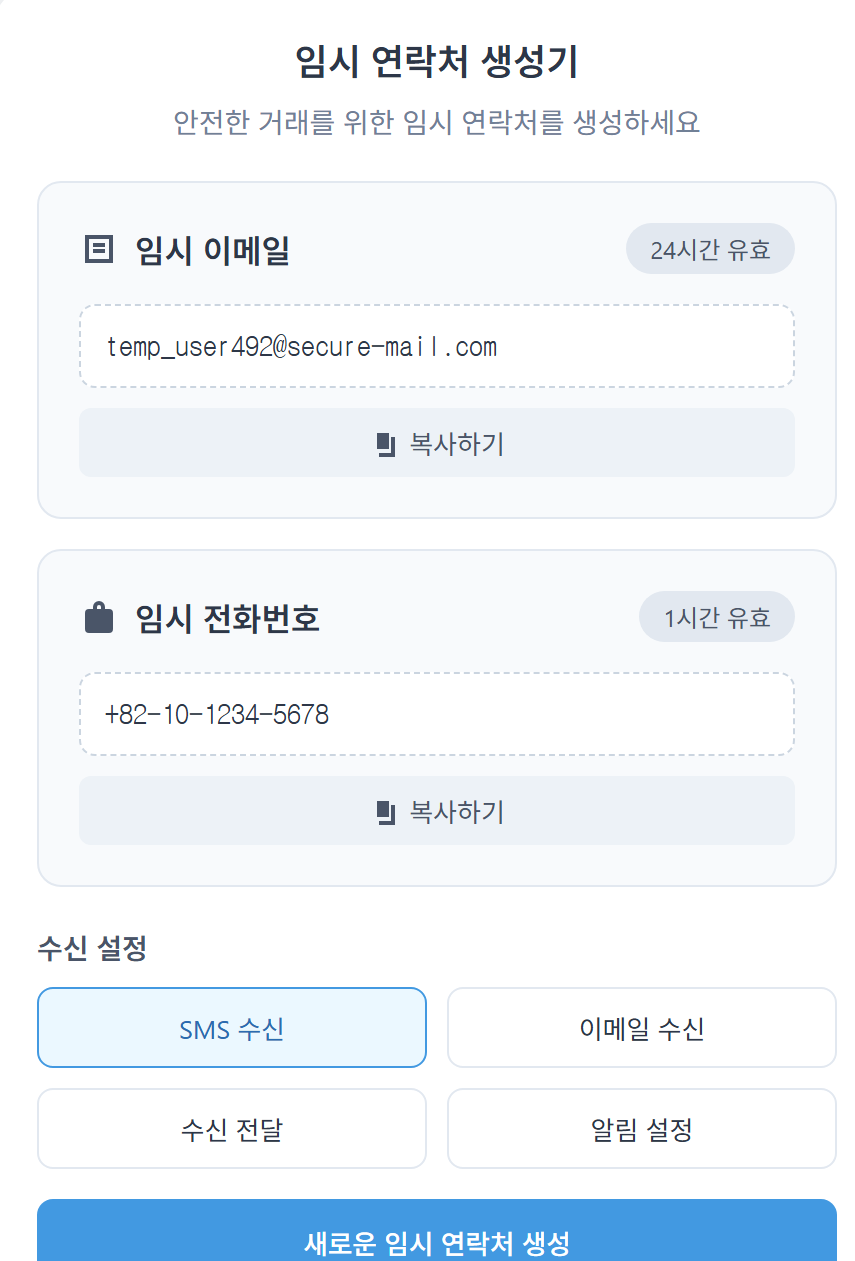 임시 연락처 생성기
안전한 거래를 위한 임시 연락처를 생성하세요
임시 이메일
24시간 유효
temp_user492@secure-mail.com
복사하기
임시 전화번호
1시간 유효
+82-10-1234-5678
복사하기
수신 설정
SMS 수신
이메일 수신
수신 전달
알림 설정
새로운 임시 연락처 생성